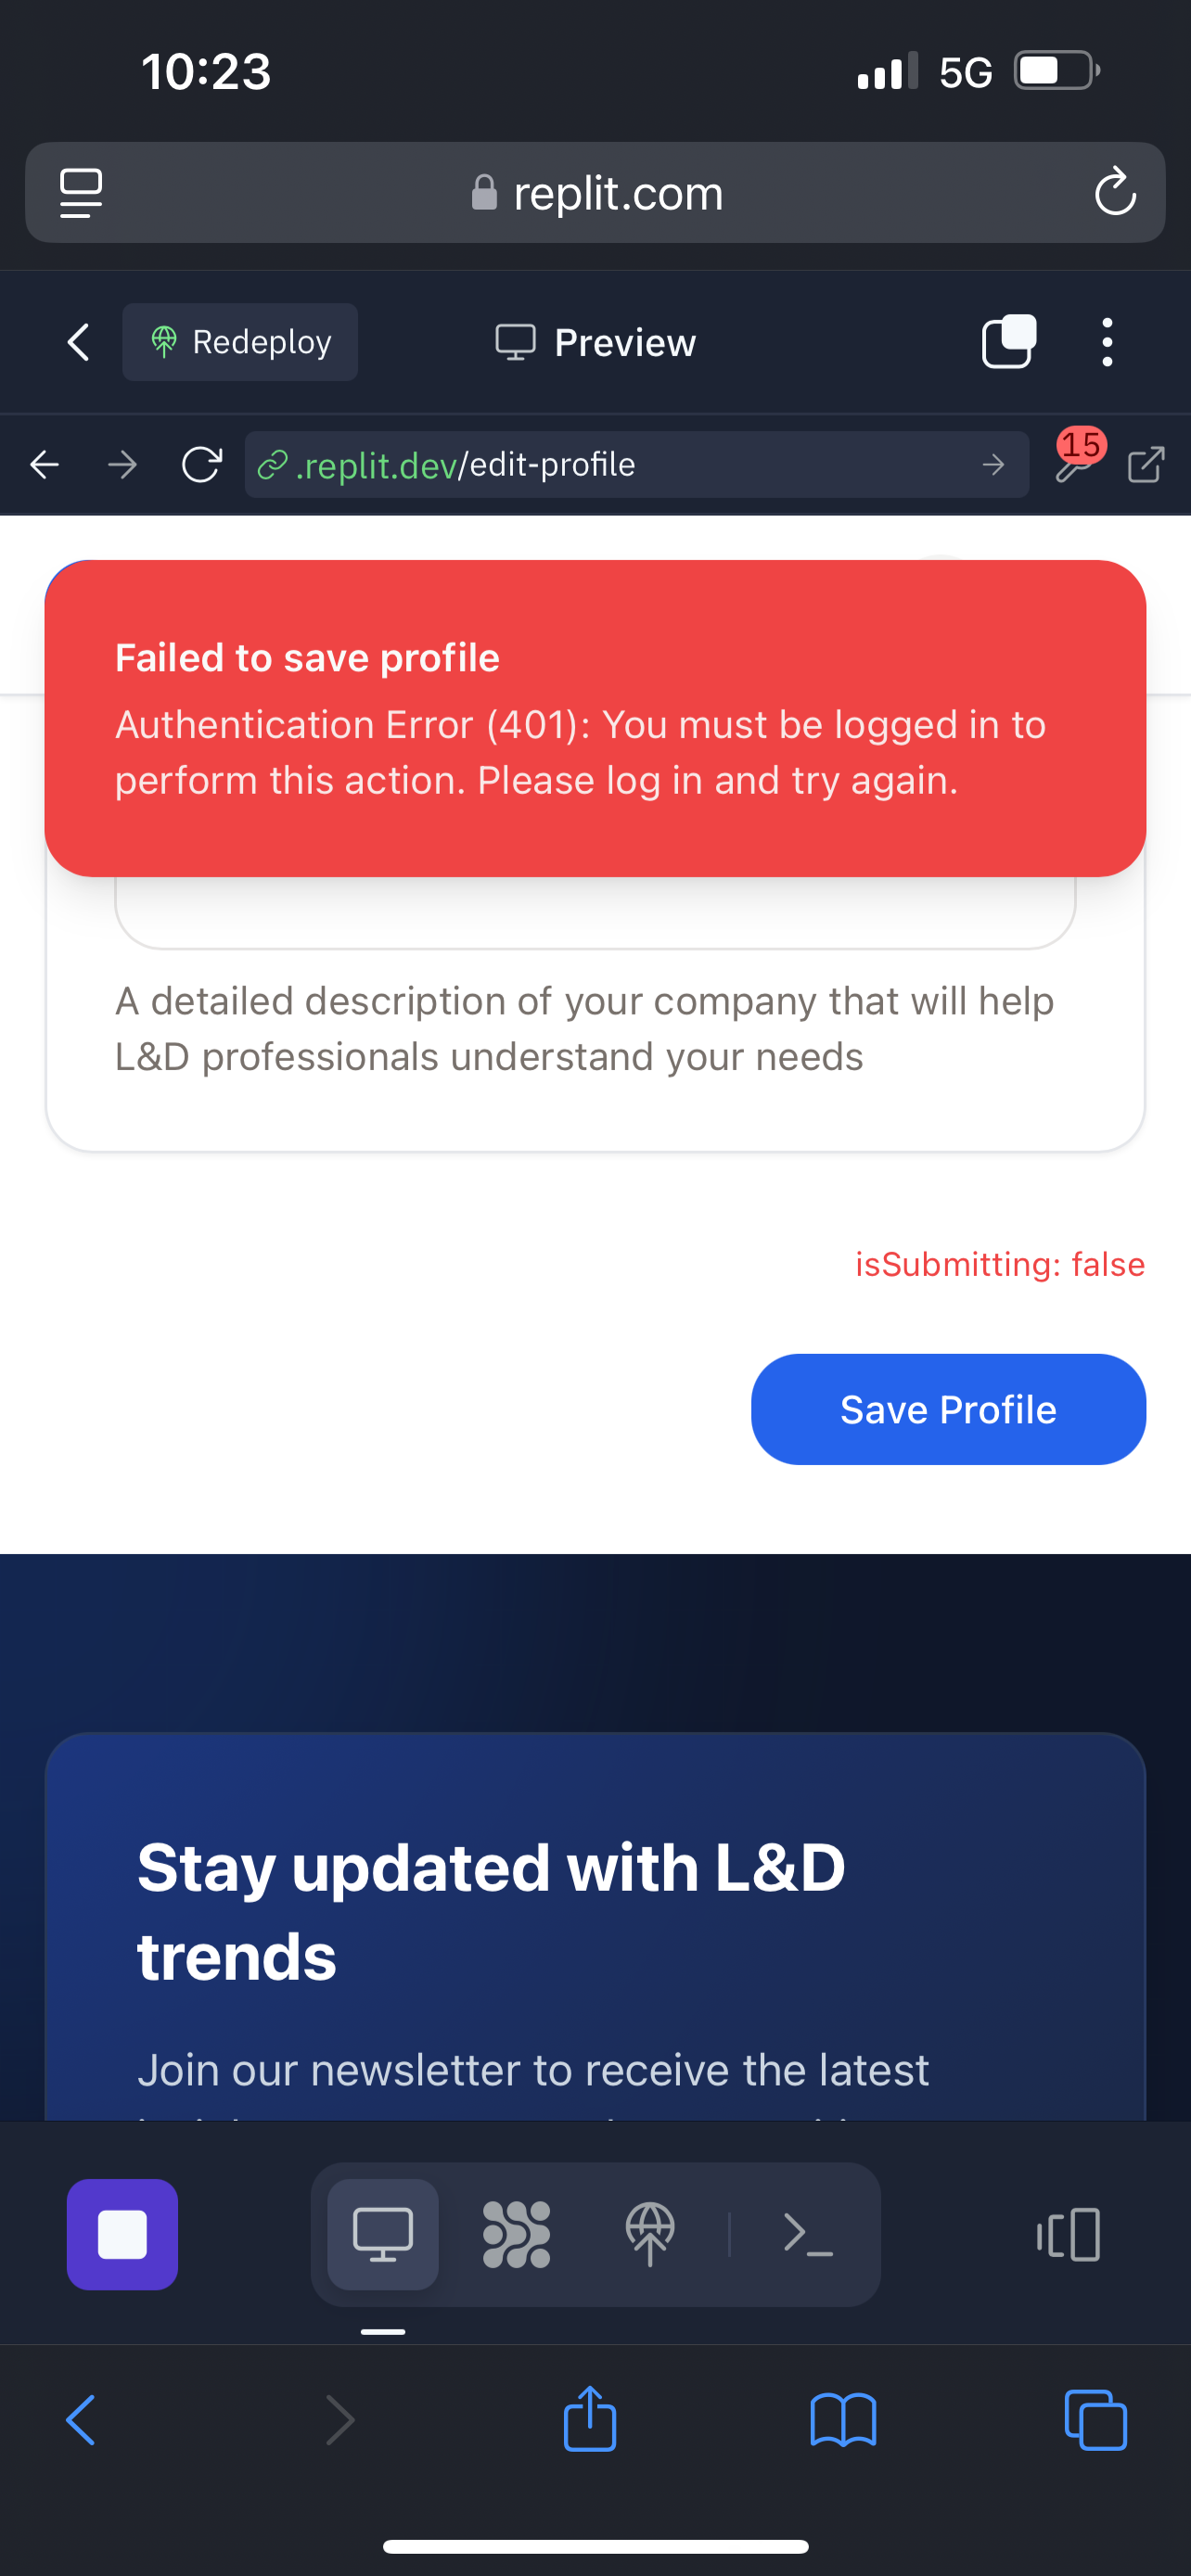 10:23
5G
replit.com
Redeploy
Preview
.replit.dev/edit-profile
15
Failed to save profile
Authentication Error (401): You must be logged in to
perform this action. Please log in and try again.
A detailed description of your company that will help
L&D professionals understand your needs
isSubmitting: false
Save Profile
Stay updated with L&D
trends
Join our newsletter to receive the latest